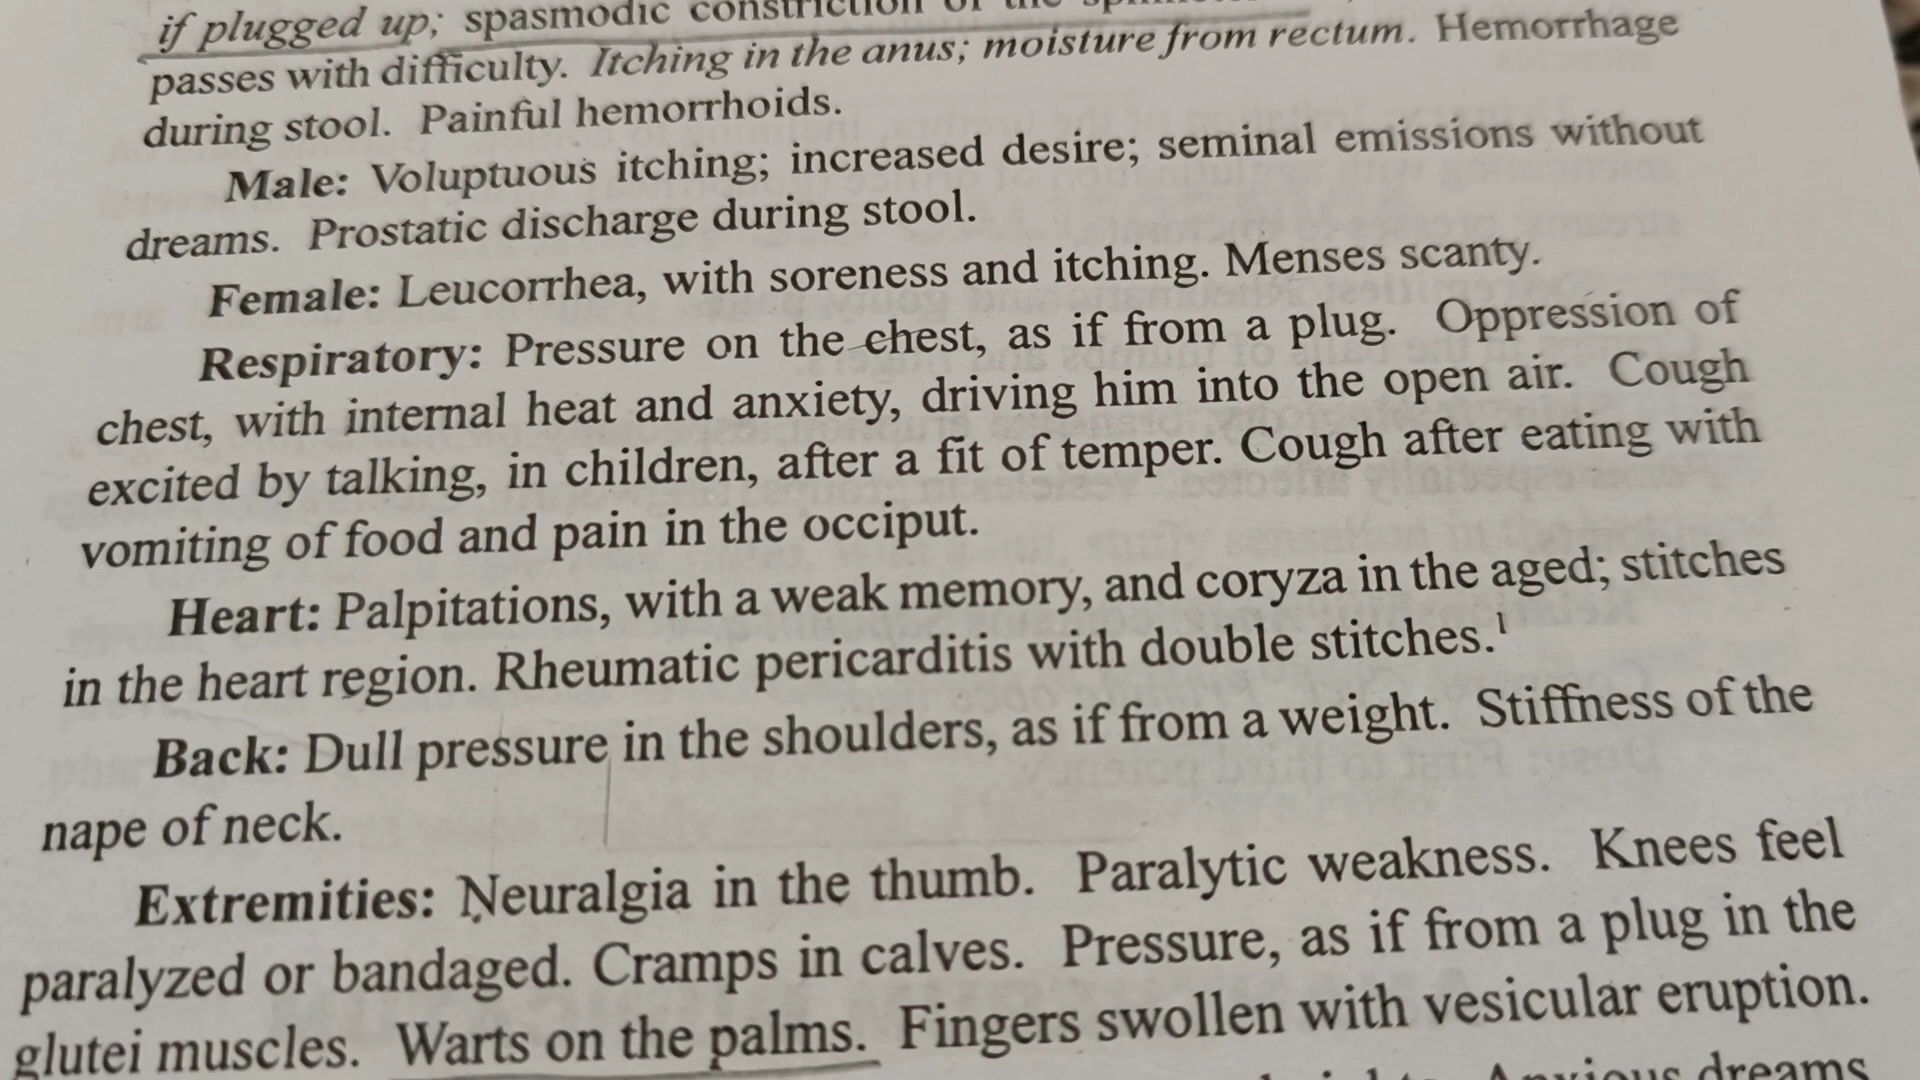 if plugged up; spasmodic constriction of the
passes with difficulty. Itching in the anus; moisture from rectum. Hemorrhage
during stool. Painful hemorrhoids.
Male: Voluptuous itching; increased desire; seminal emissions without
dreams. Prostatic discharge during stool.
Female: Leucorrhea, with soreness and itching. Menses scanty.
Respiratory: Pressure on the chest, as if from a plug. Oppression of
chest, with internal heat and anxiety, driving him into the open air. Cough
excited by talking, in children, after a fit of temper. Cough after eating with
vomiting of food and pain in the occiput.
Heart: Palpitations, with a weak memory, and coryza in the aged; stitches
in the heart region. Rheumatic pericarditis with double stitches.¹
Back: Dull pressure in the shoulders, as if from a weight. Stiffness of the
nape of neck.
Extremities: Neuralgia in the thumb. Paralytic weakness. Knees feel
paralyzed or bandaged. Cramps in calves. Pressure, as if from a plug in the
glutei muscles. Warts on the palms. Fingers swollen with vesicular eruption.
Anxious dreams